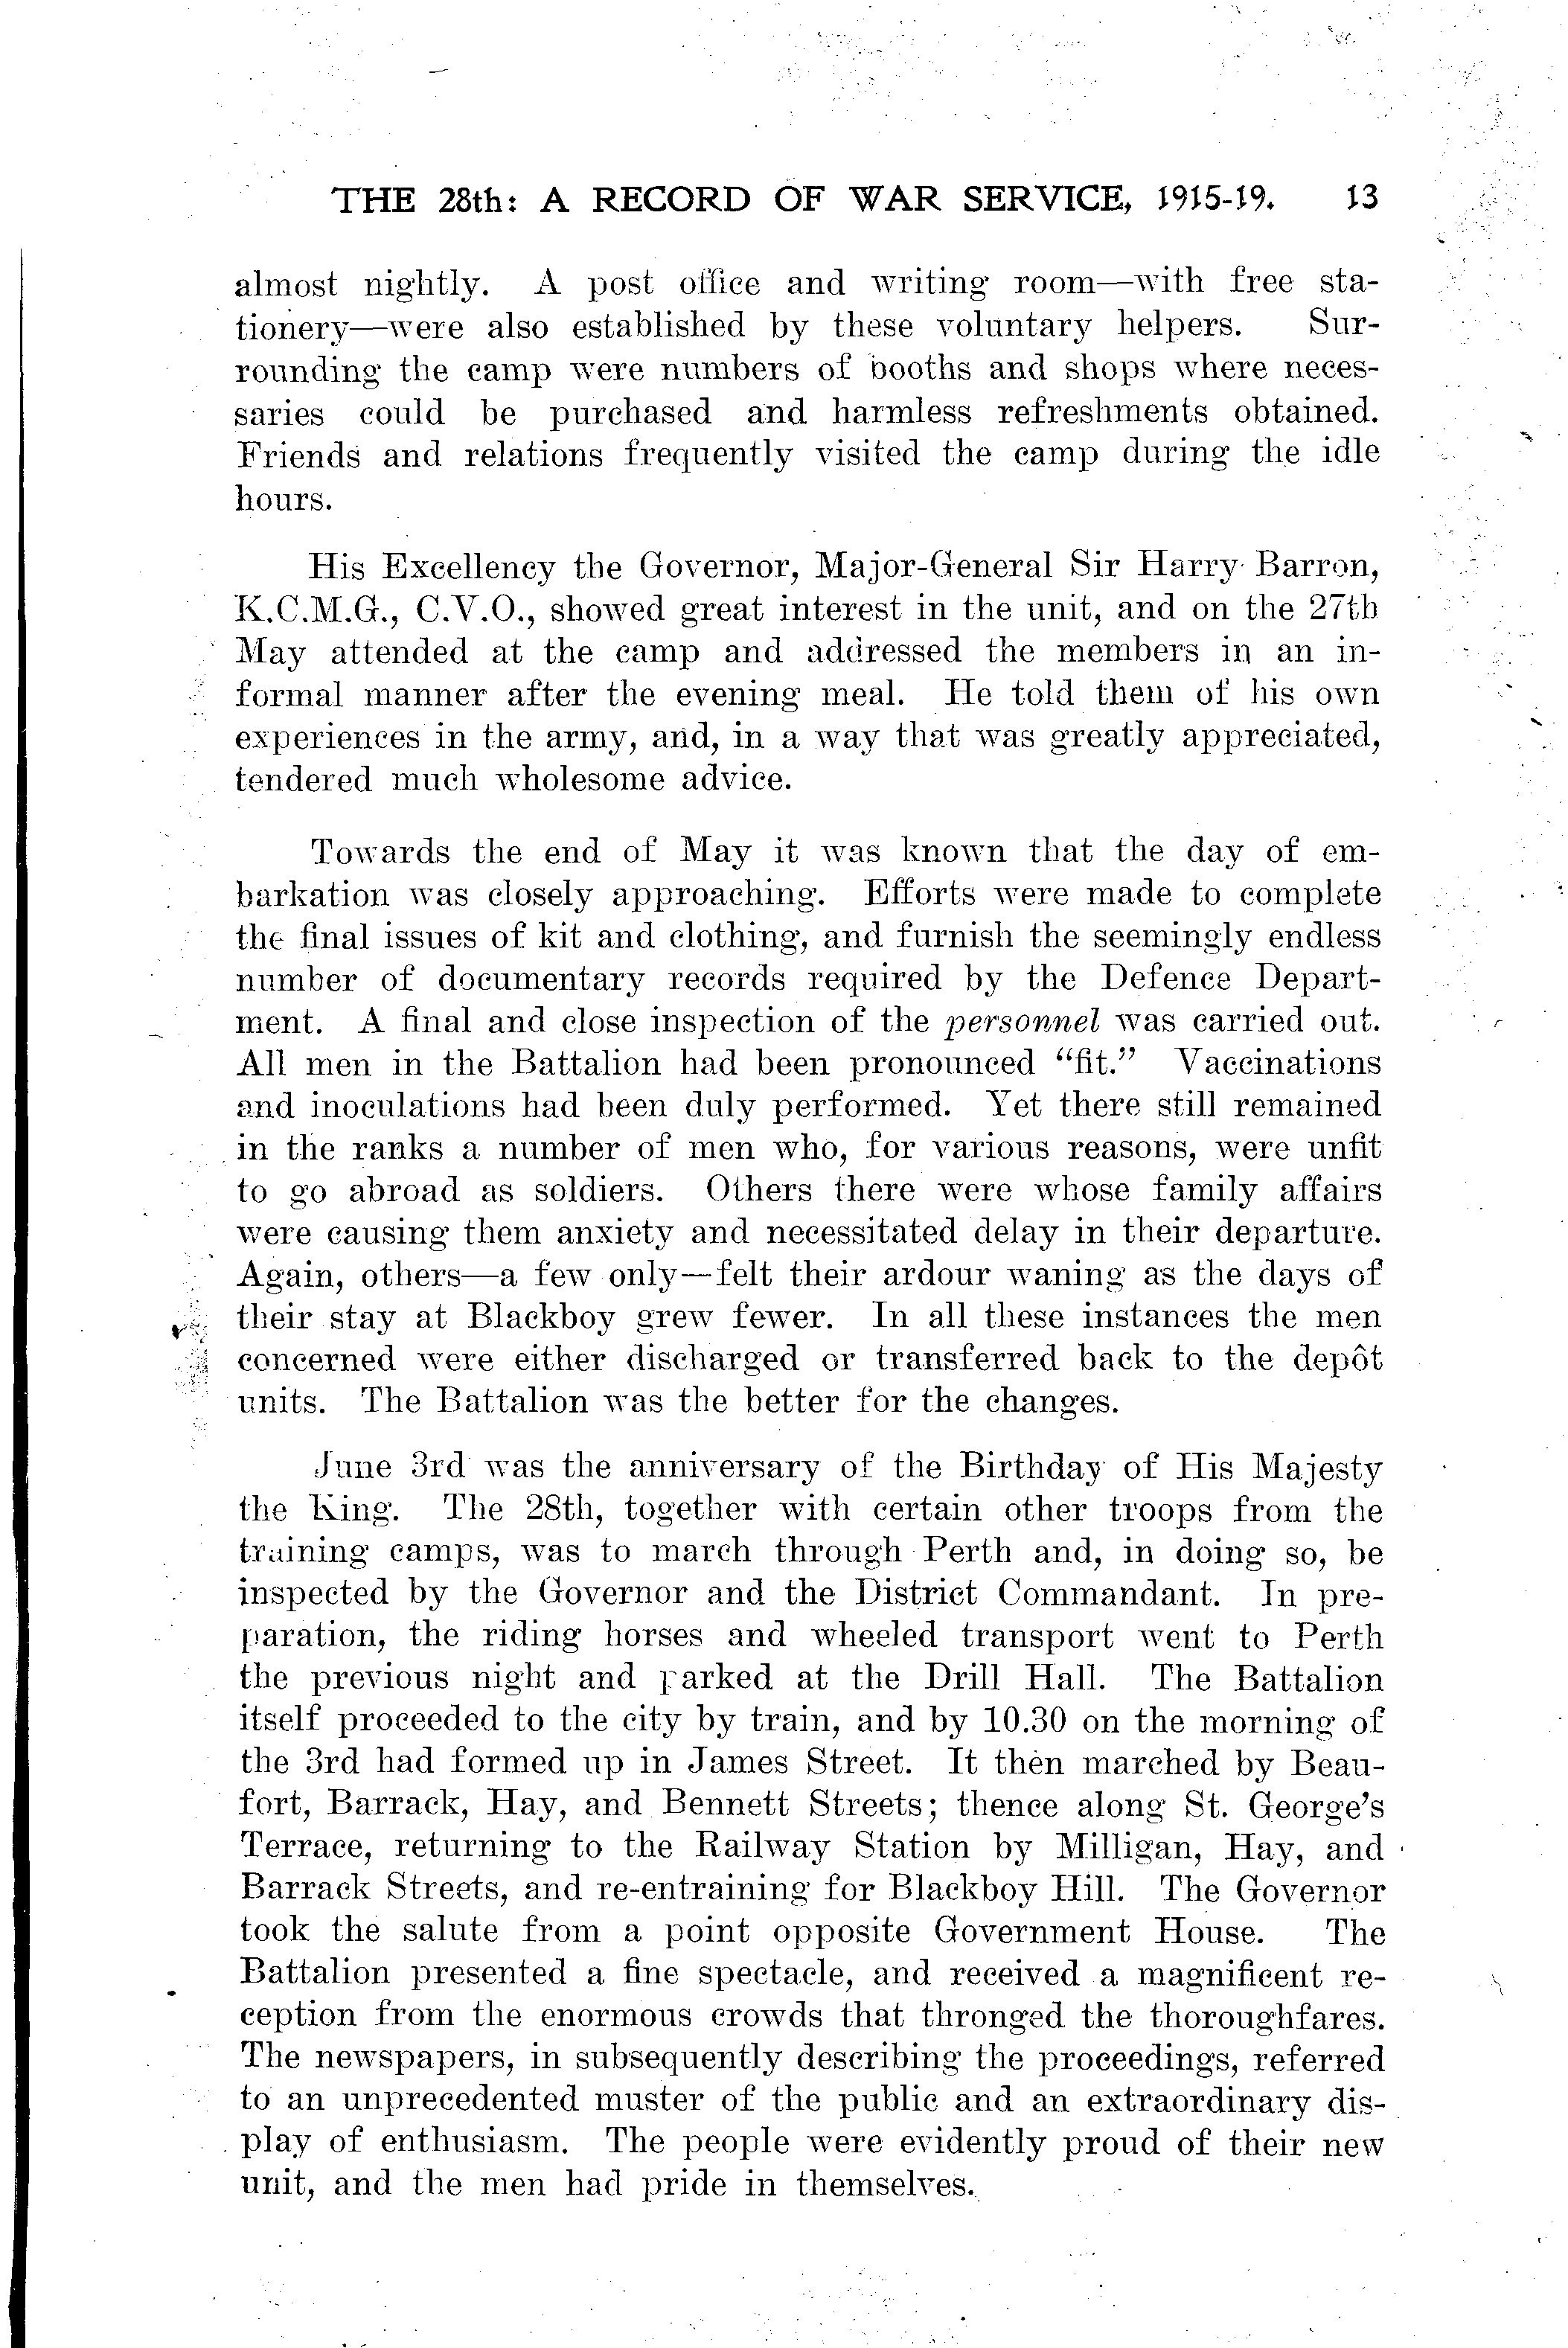 THE 28th: A RECORD OF WAR SERVICE, 1915-19. 13
almost nightly. A post office and writing room—with free sta-
tionery—were also established by these voluntary helpers. Sur-
rounding the camp were numbers of booths and shops where neces-
saries could be purchased and harmless refreshments obtained.
Friends and relations frequently visited the camp during the idle
hours.
His Excellency the Governor, Major-General Sir Harry Barron,
K.C.M.G., C.V.O., showed great interest in the unit, and on the 27th
May attended at the camp and addressed the members in an in-
formal manner after the evening meal. He told them of his own
experiences in the army, and, in a way that was greatly appreciated,
tendered much wholesome advice.
Towards the end of May it was known that the day of em-
barkation was closely approaching. Efforts were made to complete
the final issues of kit and clothing, and furnish the seemingly endless
number of documentary records required by the Defence Depart-
ment. A final and close inspection of the personnel was carried out.
All men in the Battalion had been pronounced “fit.” Vaccinations
and inoculations had been duly performed. Yet there still remained
in the ranks a number of men who, for various reasons, were unfit
to go abroad as soldiers. Others there were whose family affairs
were causing them anxiety and necessitated delay in their departure.
Again, others—a few only—felt their ardour waning as the days of
their stay at Blackboy grew fewer. In all these instances the men
concerned were either discharged or transferred back to the depôt
units. The Battalion was the better for the changes.
June 3rd was the anniversary of the Birthday of His Majesty
the King. The 28th, together with certain other troops from the
training camps, was to march through Perth and, in doing so, be
inspected by the Governor and the District Commandant. In pre-
paration, the riding horses and wheeled transport went to Perth
the previous night and parked at the Drill Hall. The Battalion
itself proceeded to the city by train, and by 10.30 on the morning of
the 3rd had formed up in James Street. It then marched by Beau-
fort, Barrack, Hay, and Bennett Streets; thence along St. George’s
Terrace, returning to the Railway Station by Milligan, Hay, and
Barrack Streets, and re-entraining for Blackboy Hill. The Governor
took the salute from a point opposite Government House. The
Battalion presented a fine spectacle, and received a magnificent re-
ception from the enormous crowds that thronged the thoroughfares.
The newspapers, in subsequently describing the proceedings, referred
to an unprecedented muster of the public and an extraordinary dis-
play of enthusiasm. The people were evidently proud of their new
unit, and the men had pride in themselves.